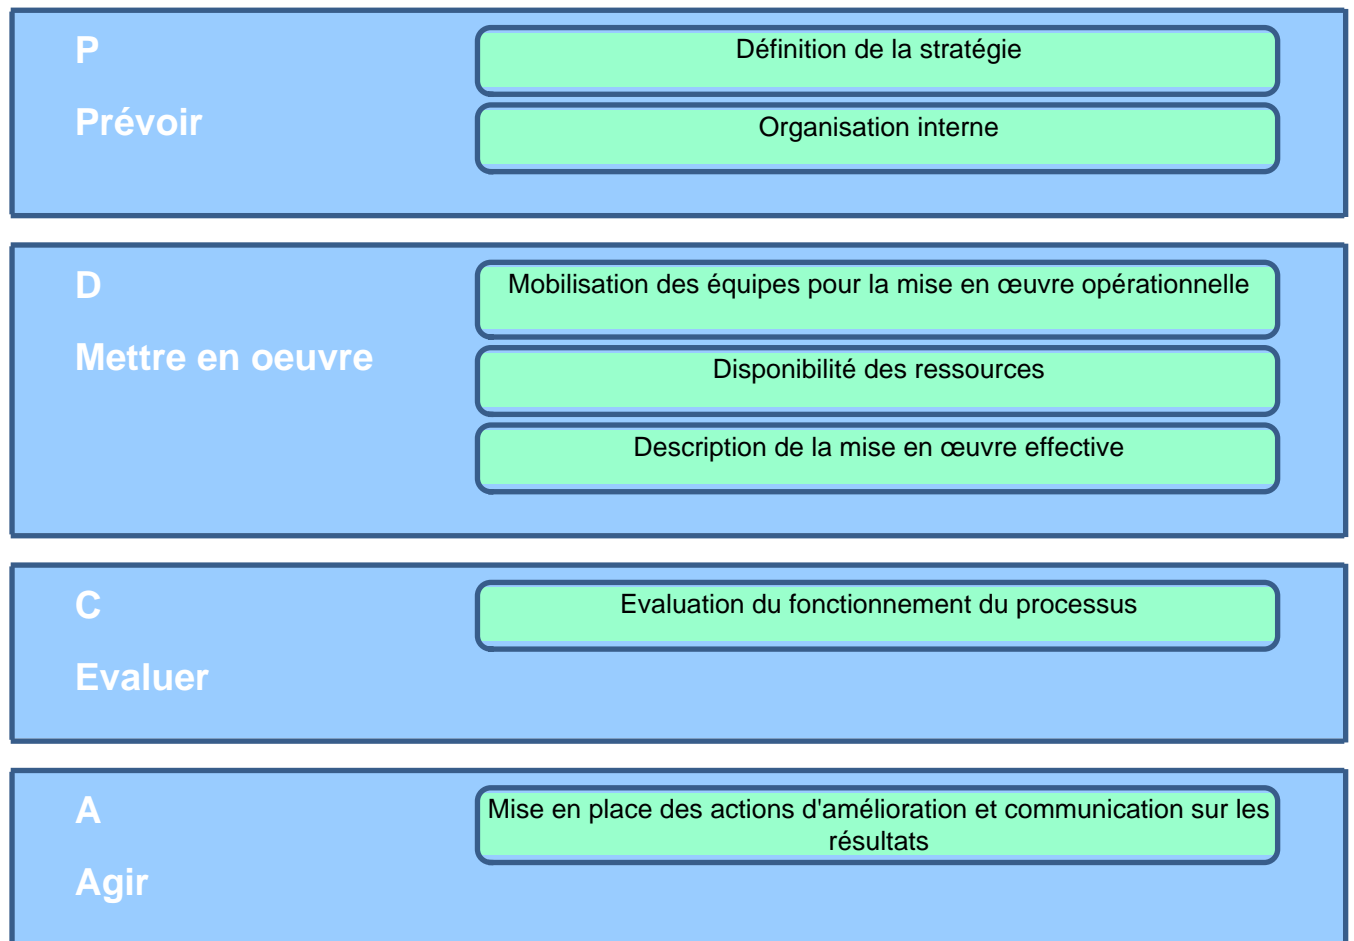 P
Prévoir
Définition de la stratégie
Organisation interne
D
Mettre en oeuvre
Mobilisation des équipes pour la mise en œuvre opérationnelle
Disponibilité des ressources
Description de la mise en œuvre effective
C
Evaluer
Evaluation du fonctionnement du processus
A
Agir
Mise en place des actions d'amélioration et communication sur les
résultats